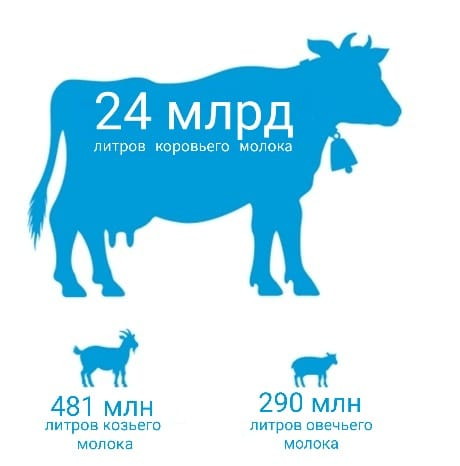 24 млрд
литров коровьего молока
481 млн
литров козьего
молока
290 млн
литров овечьего
молока